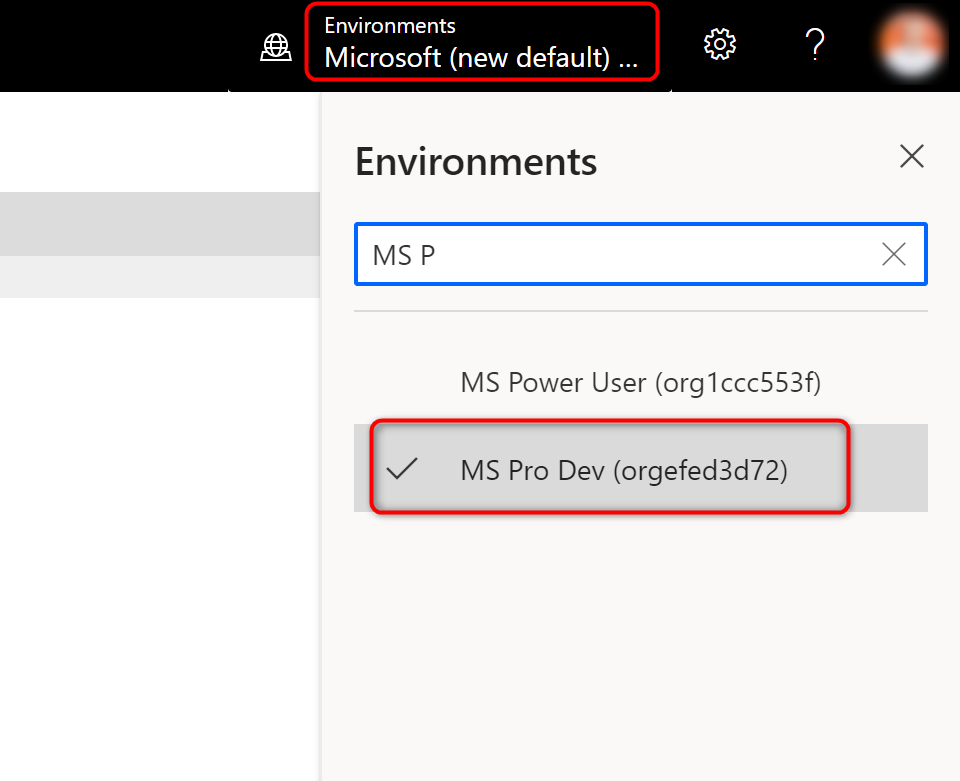 Environments
Microsoft (new default) ...
Environments
MS P
MS Power User (org1ccc553f)
MS Pro Dev (orgefed3d72)